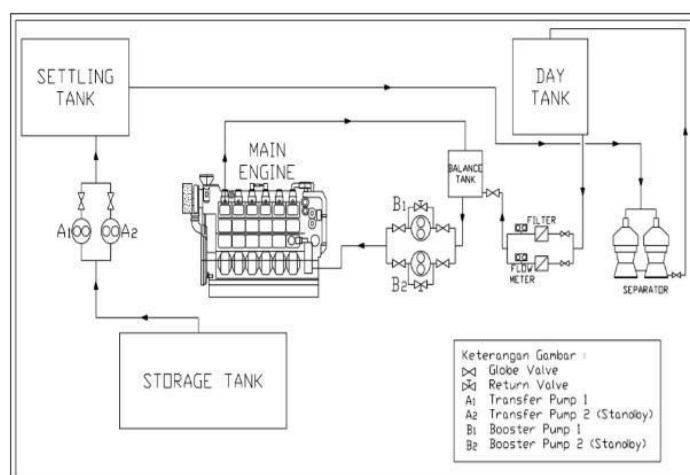 SETTLING
TANK
DAY
TANK
MAIN
ENGINE
BALANCE
TANK
A1
A2
B1
B2
FILTER
FLOW
METER
SEPARATOR
STORAGE TANK
Keterangan Gambar :
Globe Valve
Return Valve
A1 Transfer Pump 1
A2 Transfer Pump 2 (Standby)
B1 Booster Pump 1
B2 Booster Pump 2 (Standby)